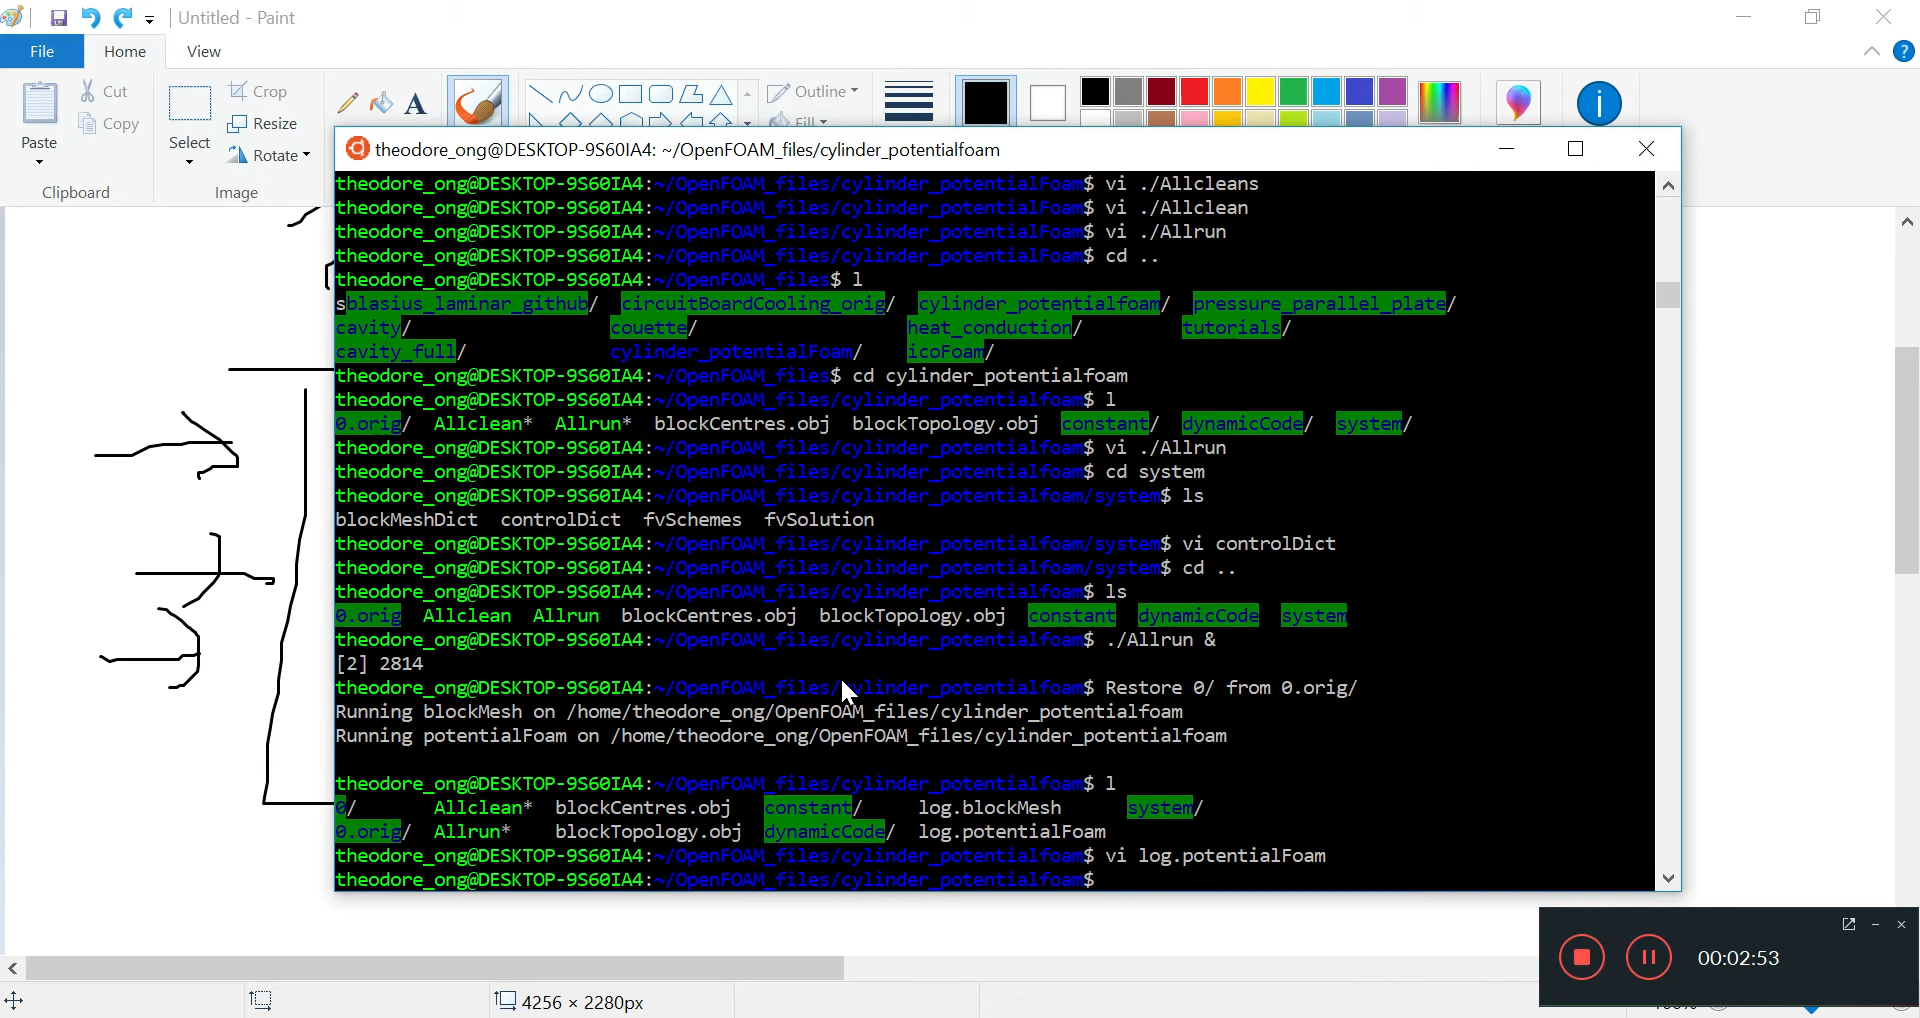 Untitled - Paint
File Home View
Paste
Cut
Copy
Clipboard
Select
Crop
Resize
Rotate
Image
A
Outline
Fill
theodore_ong@DESKTOP-9S60IA4: ~/OpenFOAM_files/cylinder_potentialfoam
theodore_ong@DESKTOP-9S60IA4:~/OpenFOAM_files/cylinder_potentialFoam$ vi ./Allcleans
theodore_ong@DESKTOP-9S60IA4:~/OpenFOAM_files/cylinder_potentialFoam$ vi ./Allclean
theodore_ong@DESKTOP-9S60IA4:~/OpenFOAM_files/cylinder_potentialFoam$ vi ./Allrun
theodore_ong@DESKTOP-9S60IA4:~/OpenFOAM_files/cylinder_potentialFoam$ cd ..
theodore_ong@DESKTOP-9S60IA4:~/OpenFOAM_files$ l
sblasius_laminar_github/ circuitBoardCooling_orig/ cylinder_potentialfoam/ pressure_parallel_plate/
cavity/ couette/ heat_conduction/ tutorials/
cavity_full/ cylinder_potentialFoam/ icoFoam/
theodore_ong@DESKTOP-9S60IA4:~/OpenFOAM_files$ cd cylinder_potentialfoam
theodore_ong@DESKTOP-9S60IA4:~/OpenFOAM_files/cylinder_potentialfoam$ l
0.orig/ Allclean* Allrun* blockCentres.obj blockTopology.obj constant/ dynamicCode/ system/
theodore_ong@DESKTOP-9S60IA4:~/OpenFOAM_files/cylinder_potentialfoam$ vi ./Allrun
theodore_ong@DESKTOP-9S60IA4:~/OpenFOAM_files/cylinder_potentialfoam$ cd system
theodore_ong@DESKTOP-9S60IA4:~/OpenFOAM_files/cylinder_potentialfoam/system$ ls
blockMeshDict controlDict fvSchemes fvSolution
theodore_ong@DESKTOP-9S60IA4:~/OpenFOAM_files/cylinder_potentialfoam/system$ vi controlDict
theodore_ong@DESKTOP-9S60IA4:~/OpenFOAM_files/cylinder_potentialfoam/system$ cd ..
theodore_ong@DESKTOP-9S60IA4:~/OpenFOAM_files/cylinder_potentialfoam$ ls
0.orig Allclean Allrun blockCentres.obj blockTopology.obj constant dynamicCode system
theodore_ong@DESKTOP-9S60IA4:~/OpenFOAM_files/cylinder_potentialfoam$ ./Allrun &
[2] 2814
theodore_ong@DESKTOP-9S60IA4:~/OpenFOAM_files/cylinder_potentialfoam$ Restore 0/ from 0.orig/
Running blockMesh on /home/theodore_ong/OpenFOAM_files/cylinder_potentialfoam
Running potentialFoam on /home/theodore_ong/OpenFOAM_files/cylinder_potentialfoam
theodore_ong@DESKTOP-9S60IA4:~/OpenFOAM_files/cylinder_potentialfoam$ l
0/ Allclean* blockCentres.obj constant/ log.blockMesh system/
0.orig/ Allrun* blockTopology.obj dynamicCode/ log.potentialFoam
theodore_ong@DESKTOP-9S60IA4:~/OpenFOAM_files/cylinder_potentialfoam$ vi log.potentialFoam
theodore_ong@DESKTOP-9S60IA4:~/OpenFOAM_files/cylinder_potentialfoam$
00:02:53
4256 × 2280px